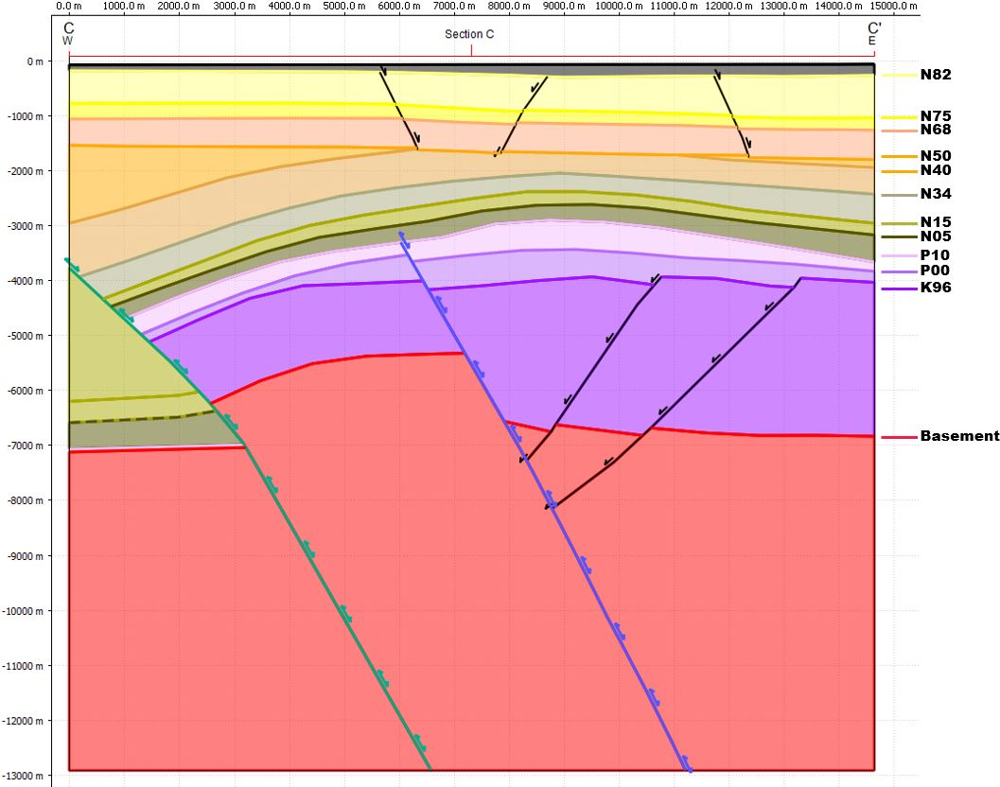 0.0 m 1000.0 m 2000.0 m 3000.0 m 4000.0 m 5000.0 m 6000.0 m 7000.0 m 8000.0 m 9000.0 m 10000.0 m 11000.0 m 12000.0 m 13000.0 m 14000.0 m 15000.0 m
C C'
W E
Section C
0 m
N82
-1000 m
N75
N68
N50
-2000 m
N40
N34
-3000 m
N15
N05
P10
-4000 m
P00
K96
-5000 m
-6000 m
-7000 m
Basement
-8000 m
-9000 m
-10000 m
-11000 m
-12000 m
-13000 m